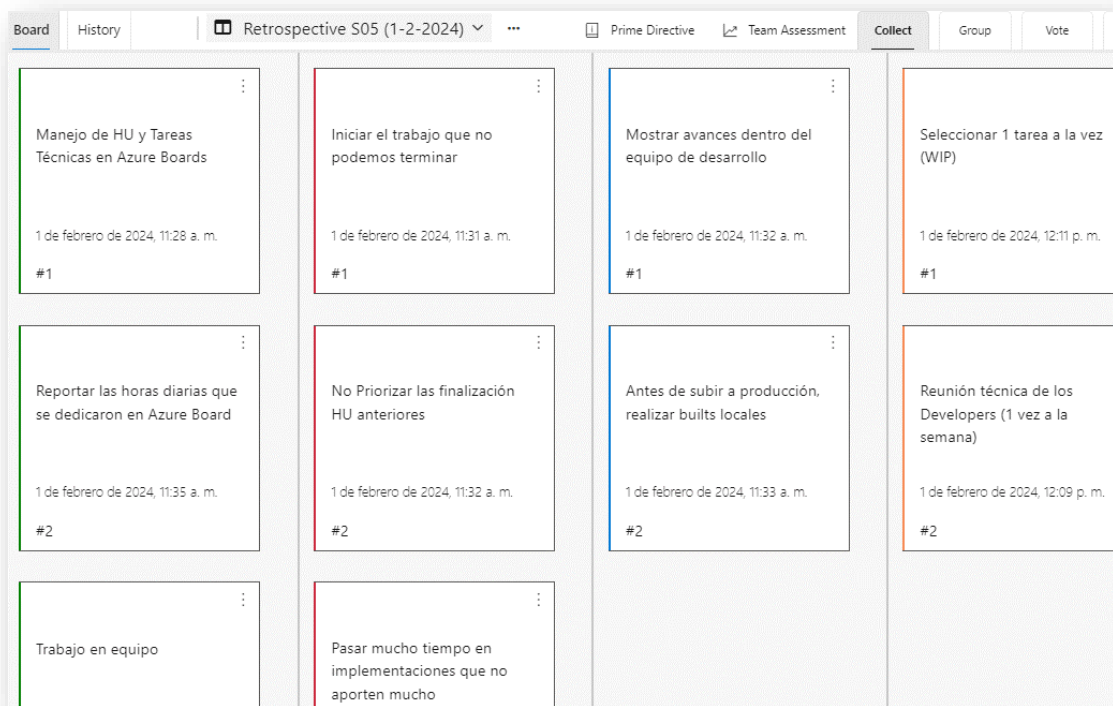 Board
History
Retrospective S05 (1-2-2024)
Prime Directive
Team Assessment
Collect
Group
Vote
Manejo de HU y Tareas
Técnicas en Azure Boards
1 de febrero de 2024, 11:28 a. m.
#1
Iniciar el trabajo que no
podemos terminar
1 de febrero de 2024, 11:31 a. m.
#1
Mostrar avances dentro del
equipo de desarrollo
1 de febrero de 2024, 11:32 a. m.
#1
Seleccionar 1 tarea a la vez
(WIP)
1 de febrero de 2024, 12:11 p. m.
#1
Reportar las horas diarias que
se dedicaron en Azure Board
1 de febrero de 2024, 11:35 a. m.
#2
No Priorizar las finalización
HU anteriores
1 de febrero de 2024, 11:32 a. m.
#2
Antes de subir a producción,
realizar builts locales
1 de febrero de 2024, 11:33 a. m.
#2
Reunión técnica de los
Developers (1 vez a la
semana)
1 de febrero de 2024, 12:09 p. m.
#2
Trabajo en equipo
Pasar mucho tiempo en
implementaciones que no
aporten mucho